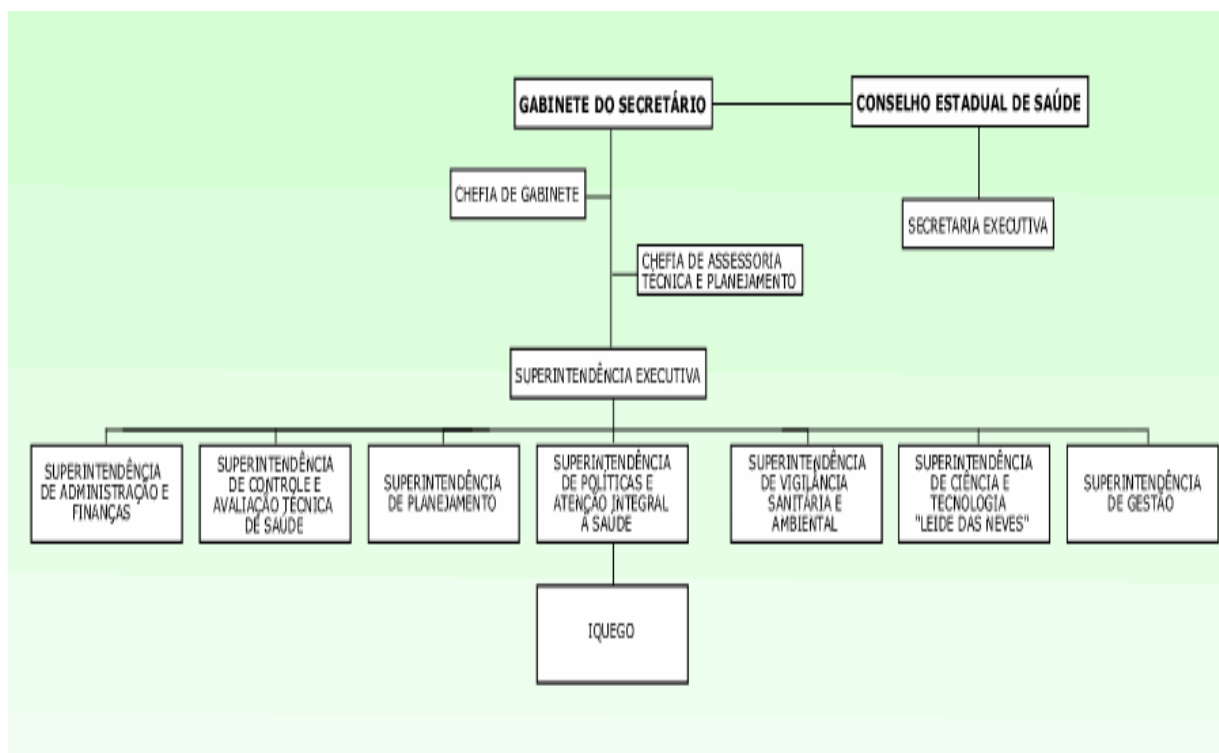 GABINETE DO SECRETÁRIO
CONSELHO ESTADUAL DE SAÚDE
CHEFIA DE GABINETE
SECRETARIA EXECUTIVA
CHEFIA DE ASSESSORIA
TÉCNICA E PLANEJAMENTO
SUPERINTENDÊNCIA EXECUTIVA
SUPERINTENDÊNCIA
DE ADMINISTRAÇÃO E
FINANÇAS
SUPERINTENDÊNCIA
DE CONTROLE E
AVALIAÇÃO TÉCNICA
DE SAÚDE
SUPERINTENDÊNCIA
DE PLANEJAMENTO
SUPERINTENDÊNCIA
DE POLÍTICAS E
ATENÇÃO INTEGRAL
Á SAÚDE
SUPERINTENDÊNCIA
DE VIGILÂNCIA
SANITÁRIA E
AMBIENTAL
SUPERINTENDÊNCIA
DE CIÊNCIA E
TECNOLOGIA
"LEIDE DAS NEVES"
SUPERINTENDÊNCIA
DE GESTÃO
IQUEGO